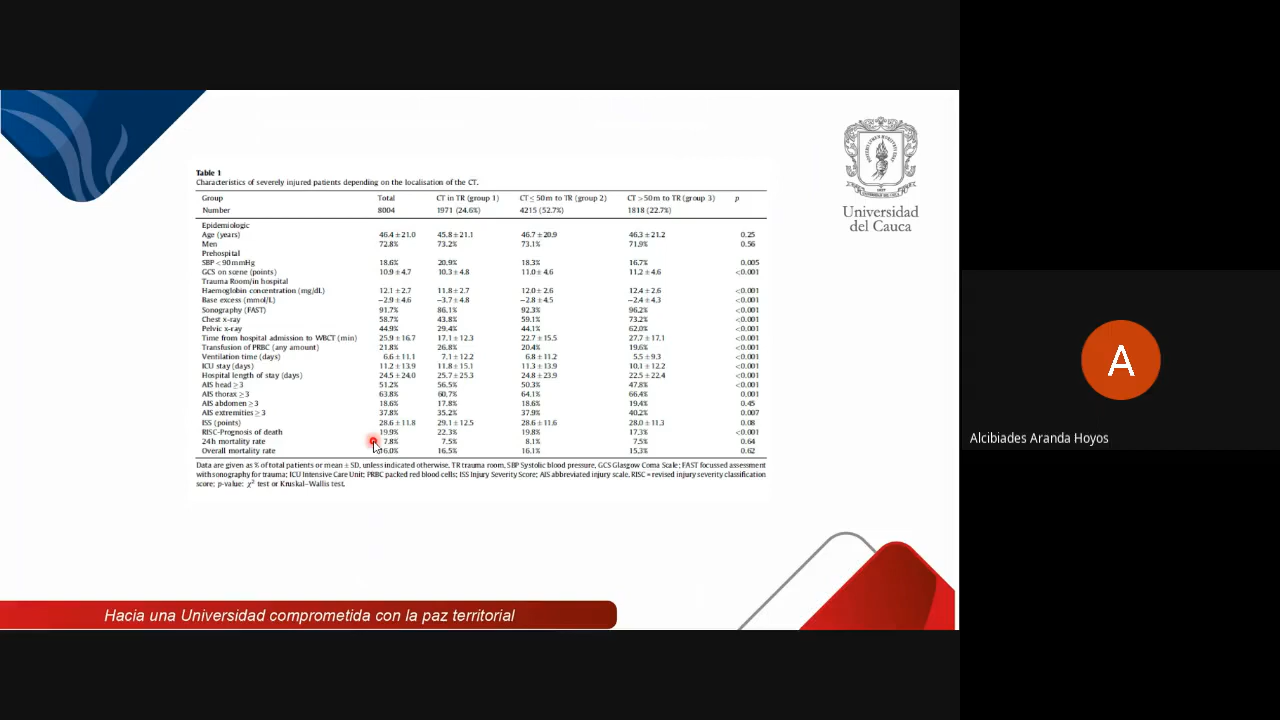 Table 1
Characteristics of severely injured patients depending on the localisation of the CT.
Group Total CT in TR (group 1) CT ≤ 50 m to TR (group 2) CT > 50 m to TR (group 3) p
Number 8004 1971 (24.6%) 4215 (52.7%) 1818 (22.7%)
Epidemiologic
Age (years) 46.4 ± 21.0 45.8 ± 21.1 46.7 ± 20.9 46.3 ± 21.2 0.25
Men 72.8% 73.2% 73.1% 71.9% 0.56
Prehospital
SBP < 90 mmHg 18.6% 20.9% 18.3% 16.7% 0.005
GCS on scene (points) 10.9 ± 4.7 10.3 ± 4.8 11.0 ± 4.6 11.2 ± 4.6 <0.001
Trauma Room/in hospital
Haemoglobin concentration (mg/dL) 12.1 ± 2.7 11.8 ± 2.7 12.0 ± 2.6 12.4 ± 2.6 <0.001
Base excess (mmol/L) −2.9 ± 4.6 −3.7 ± 4.8 −2.8 ± 4.5 −2.4 ± 4.3 <0.001
Sonography (FAST) 91.7% 86.1% 92.3% 96.2% <0.001
Chest x-ray 58.7% 43.8% 59.1% 73.2% <0.001
Pelvic x-ray 44.9% 29.4% 44.1% 62.0% <0.001
Time from hospital admission to WBCT (min) 25.9 ± 16.7 17.1 ± 12.3 22.7 ± 15.5 27.7 ± 17.1 <0.001
Transfusion of PRBC (any amount) 21.8% 26.8% 20.4% 19.6% <0.001
Ventilation time (days) 6.6 ± 11.1 7.1 ± 12.2 6.8 ± 11.2 5.5 ± 9.3 <0.001
ICU stay (days) 11.2 ± 13.9 11.8 ± 15.1 11.3 ± 13.9 10.1 ± 12.2 <0.001
Hospital length of stay (days) 24.5 ± 24.0 25.7 ± 25.3 24.8 ± 23.9 22.5 ± 22.4 <0.001
AIS head ≥ 3 51.2% 56.5% 50.3% 47.8% <0.001
AIS thorax ≥ 3 63.8% 60.7% 64.1% 66.4% 0.001
AIS abdomen ≥ 3 18.6% 17.8% 18.6% 19.4% 0.45
AIS extremities ≥ 3 37.8% 35.2% 37.9% 40.2% 0.007
ISS (points) 28.6 ± 11.8 29.1 ± 12.5 28.6 ± 11.6 28.0 ± 11.3 0.08
RISC-Prognosis of death 19.9% 22.3% 19.8% 17.3% <0.001
24h mortality rate 7.8% 7.5% 8.1% 7.5% 0.64
Overall mortality rate 16.0% 16.5% 16.1% 15.3% 0.62
Data are given as % of total patients or mean ± SD, unless indicated otherwise. TR trauma room, SBP Systolic blood pressure, GCS Glasgow Coma Scale; FAST focussed assessment
with sonography for trauma; ICU Intensive Care Unit; PRBC packed red blood cells; ISS Injury Severity Score; AIS abbreviated injury scale. RISC = revised injury severity classification
score; p-value: χ² test or Kruskal–Wallis test.
Universidad
del Cauca
Hacia una Universidad comprometida con la paz territorial
A
Alcibiades Aranda Hoyos